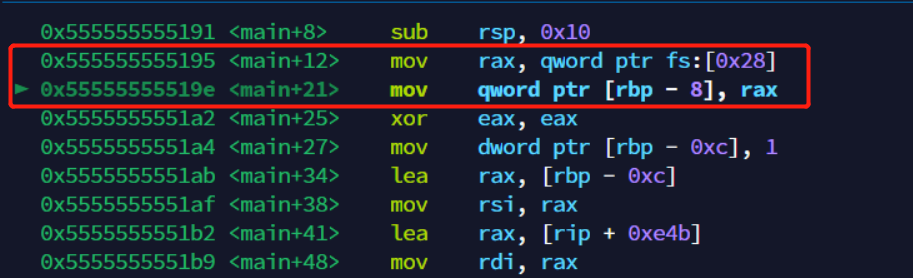 0x555555555191 <main+8> sub rsp, 0x10
0x555555555195 <main+12> mov rax, qword ptr fs:[0x28]
► 0x55555555519e <main+21> mov qword ptr [rbp - 8], rax
0x5555555551a2 <main+25> xor eax, eax
0x5555555551a4 <main+27> mov dword ptr [rbp - 0xc], 1
0x5555555551ab <main+34> lea rax, [rbp - 0xc]
0x5555555551af <main+38> mov rsi, rax
0x5555555551b2 <main+41> lea rax, [rip + 0xe4b]
0x5555555551b9 <main+48> mov rdi, rax